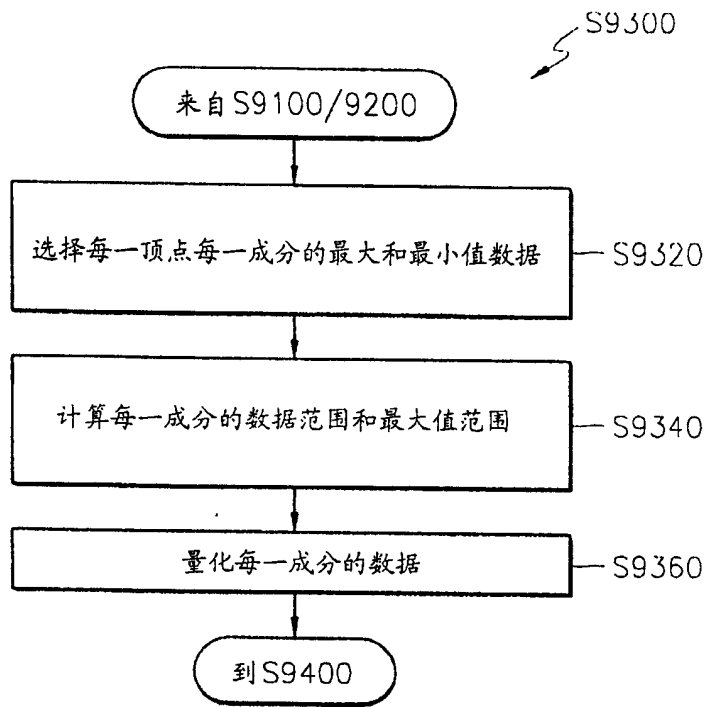 S9300
来自S9100/9200
选择每一顶点每一成分的最大和最小值数据
S9320
计算每一成分的数据范围和最大值范围
S9340
量化每一成分的数据
S9360
到S9400